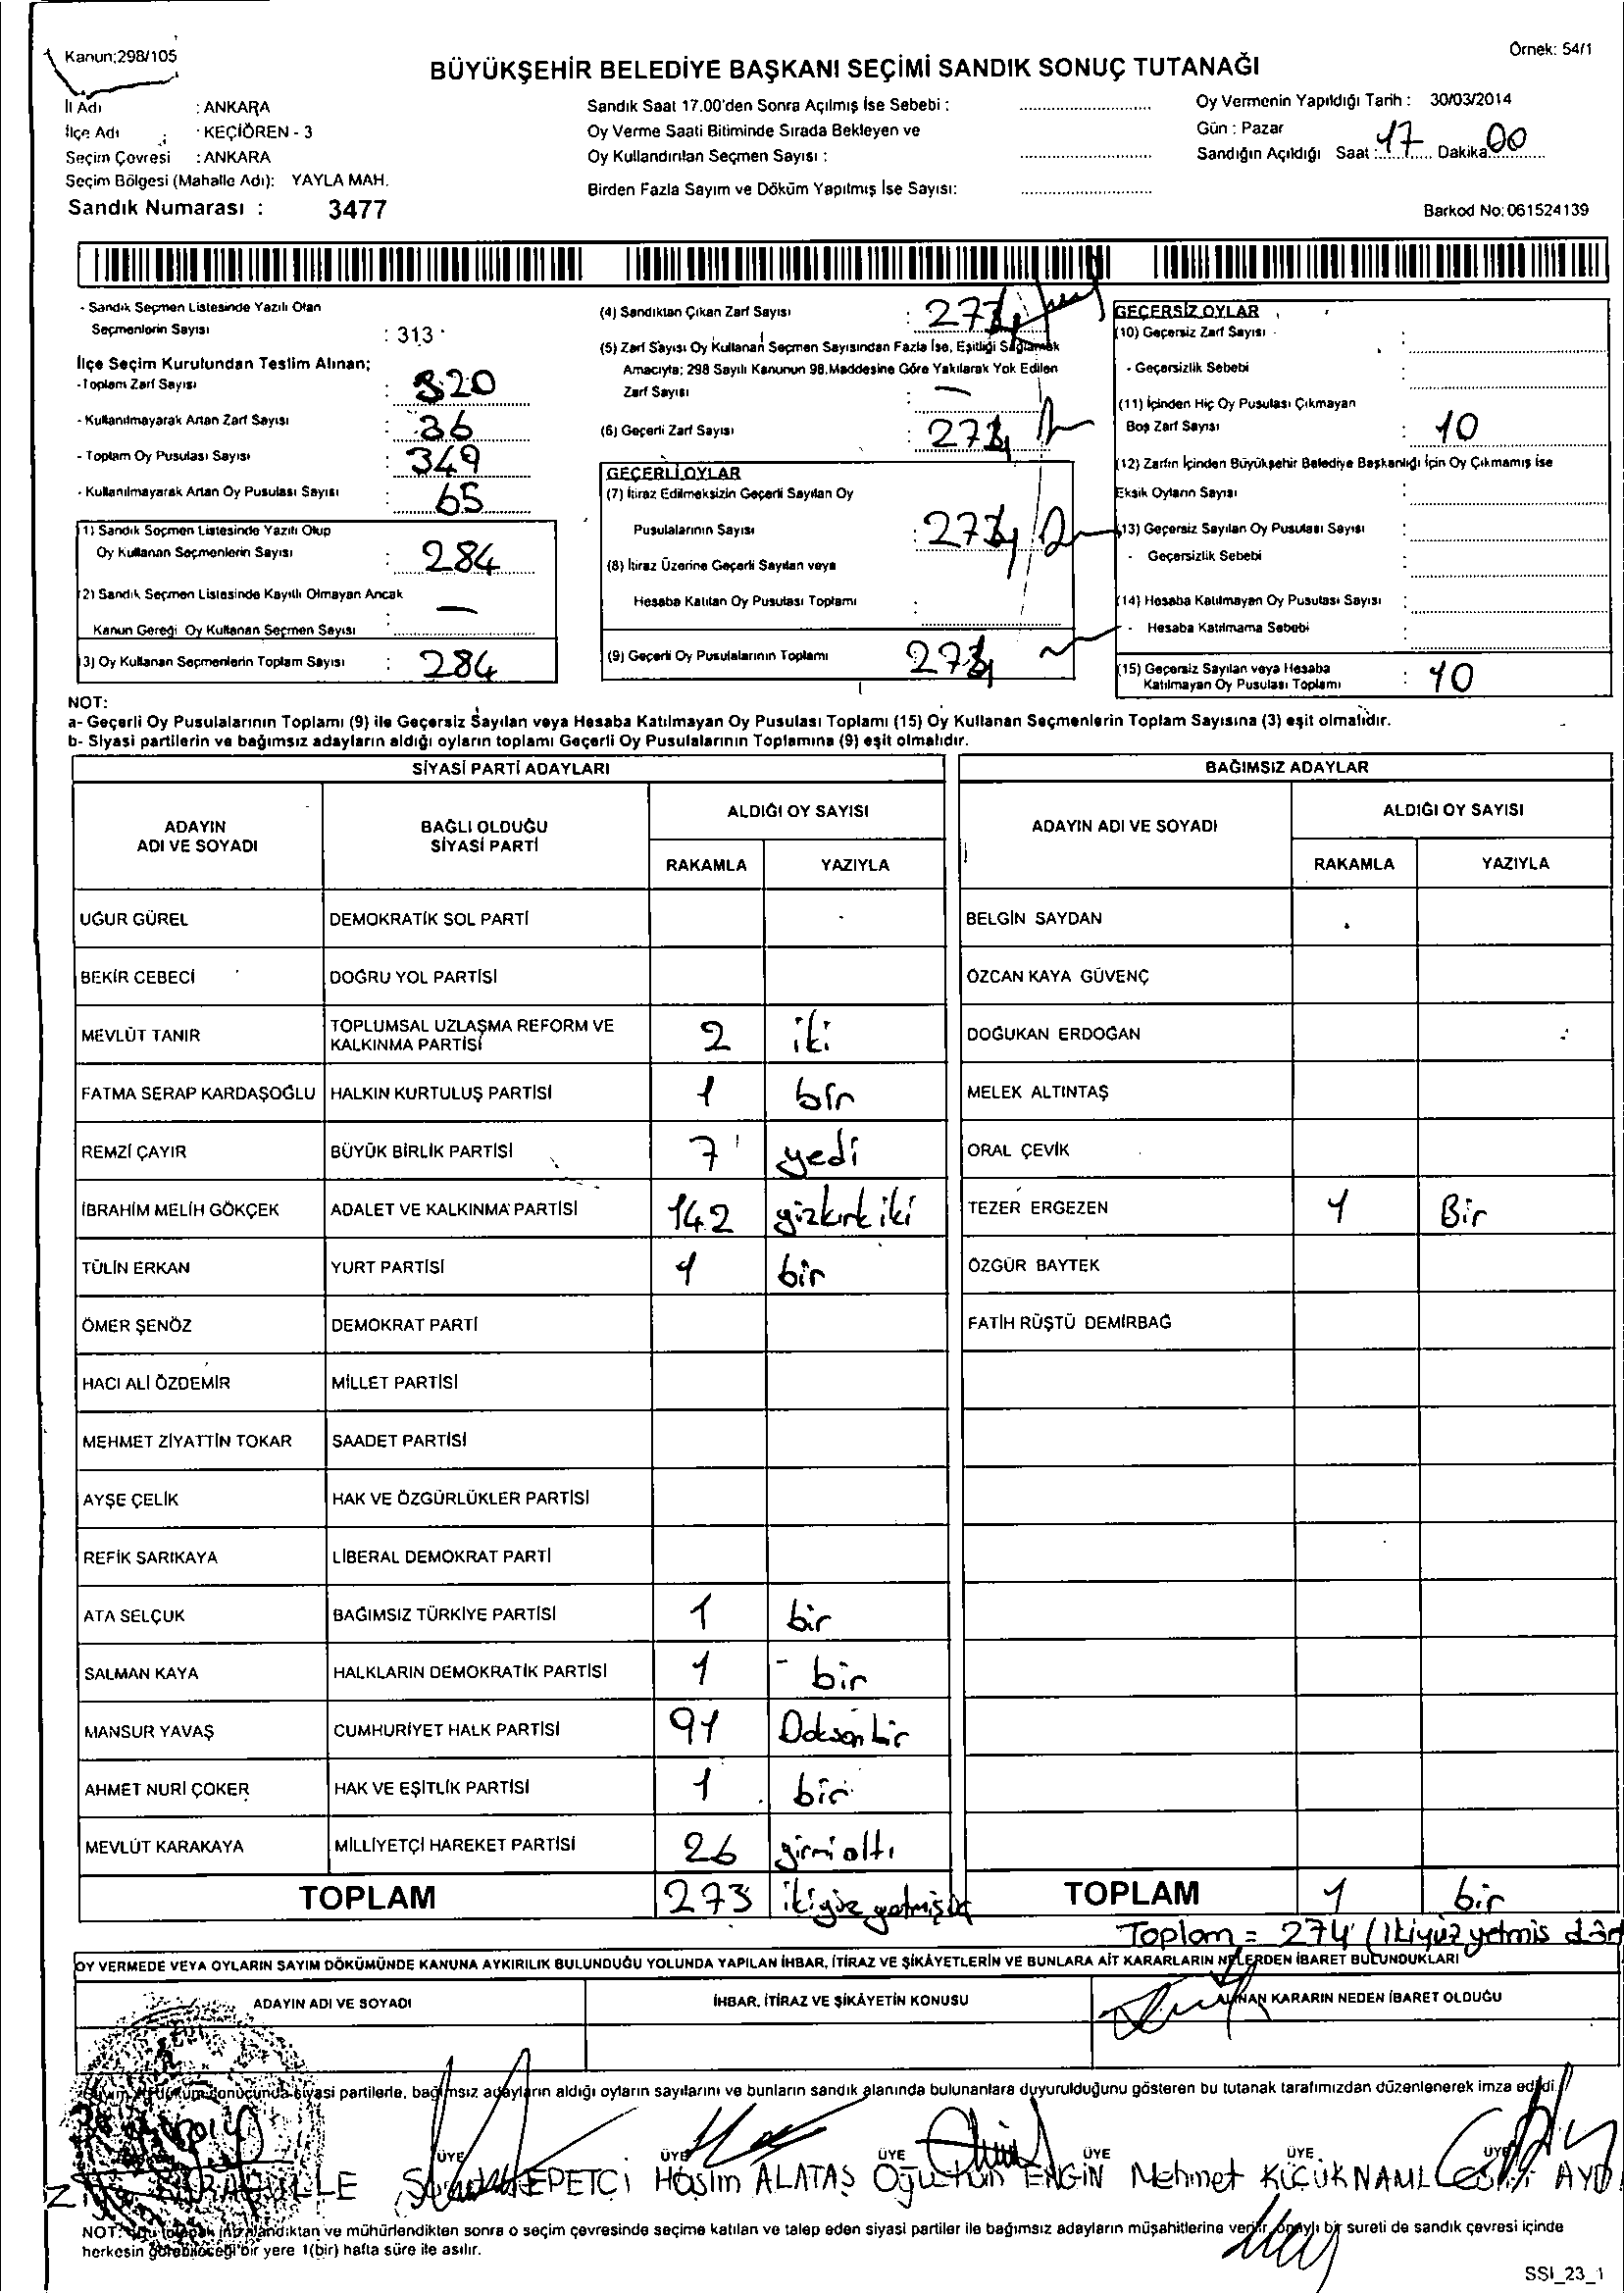 Kanun:298/105
Örnek: 54/1
BÜYÜKŞEHİR BELEDİYE BAŞKANI SEÇİMİ SANDIK SONUÇ TUTANAĞI
İl Adı : ANKARA
İlçe Adı : KEÇİÖREN - 3
Seçim Çevresi : ANKARA
Seçim Bölgesi (Mahalle Adı): YAYLA MAH.
Sandık Numarası : 3477
Sandık Saat 17.00'den Sonra Açılmış İse Sebebi :
Oy Verme Saati Bitiminde Sırada Bekleyen ve
Oy Kullandırılan Seçmen Sayısı :
Birden Fazla Sayım ve Döküm Yapılmış İse Sayısı:
Oy Vermenin Yapıldığı Tarih : 30/03/2014
Gün : Pazar
Sandığın Açıldığı Saat : 17 Dakika 00
Barkod No: 061524139
- Sandık Seçmen Listesinde Yazılı Olan
Seçmenlerin Sayısı : 313
İlçe Seçim Kurulundan Teslim Alınan;
- Toplam Zarf Sayısı : 320
- Kullanılmayarak Artan Zarf Sayısı : 36
- Toplam Oy Pusulası Sayısı : 349
- Kullanılmayarak Artan Oy Pusulası Sayısı : 65
(1) Sandık Seçmen Listesinde Yazılı Olup
Oy Kullanan Seçmenlerin Sayısı : 284
(2) Sandık Seçmen Listesinde Kayıtlı Olmayan Ancak
Kanun Gereği Oy Kullanan Seçmen Sayısı : —
(3) Oy Kullanan Seçmenlerin Toplam Sayısı : 284
(4) Sandıktan Çıkan Zarf Sayısı : 274
(5) Zarf Sayısı Oy Kullanan Seçmen Sayısından Fazla İse, Eşitliği Sağlamak
Amacıyla; 298 Sayılı Kanunun 98.Maddesine Göre Yakılarak Yok Edilen
Zarf Sayısı : —
(6) Geçerli Zarf Sayısı : 274
GEÇERLİ OYLAR
(7) İtiraz Edilmeksizin Geçerli Sayılan Oy
Pusulalarının Sayısı : 274
(8) İtiraz Üzerine Geçerli Sayılan veya
Hesaba Katılan Oy Pusulası Toplamı :
(9) Geçerli Oy Pusulalarının Toplamı 274
GEÇERSİZ OYLAR
(10) Geçersiz Zarf Sayısı :
- Geçersizlik Sebebi :
(11) İçinden Hiç Oy Pusulası Çıkmayan
Boş Zarf Sayısı : 10
(12) Zarfın İçinden Büyükşehir Belediye Başkanlığı İçin Oy Çıkmamış İse
Eksik Oyların Sayısı :
(13) Geçersiz Sayılan Oy Pusulası Sayısı :
- Geçersizlik Sebebi :
(14) Hesaba Katılmayan Oy Pusulası Sayısı :
- Hesaba Katılmama Sebebi :
(15) Geçersiz Sayılan veya Hesaba
Katılmayan Oy Pusulası Toplamı : 10
NOT:
a- Geçerli Oy Pusulalarının Toplamı (9) ile Geçersiz Sayılan veya Hesaba Katılmayan Oy Pusulası Toplamı (15) Oy Kullanan Seçmenlerin Toplam Sayısına (3) eşit olmalıdır.
b- Siyasi partilerin ve bağımsız adayların aldığı oyların toplamı Geçerli Oy Pusulalarının Toplamına (9) eşit olmalıdır.
SİYASİ PARTİ ADAYLARI
ADAYIN ADI VE SOYADI BAĞLI OLDUĞU SİYASİ PARTİ ALDIĞI OY SAYISI
RAKAMLA YAZIYLA
UĞUR GÜREL DEMOKRATİK SOL PARTİ
BEKİR CEBECİ DOĞRU YOL PARTİSİ
MEVLÜT TANIR TOPLUMSAL UZLAŞMA REFORM VE KALKINMA PARTİSİ 2 iki
FATMA SERAP KARDAŞOĞLU HALKIN KURTULUŞ PARTİSİ 1 bir
REMZİ ÇAYIR BÜYÜK BİRLİK PARTİSİ 7 yedi
İBRAHİM MELİH GÖKÇEK ADALET VE KALKINMA PARTİSİ 142 yüzkırk iki
TÜLİN ERKAN YURT PARTİSİ 1 bir
ÖMER ŞENÖZ DEMOKRAT PARTİ
HACI ALİ ÖZDEMİR MİLLET PARTİSİ
MEHMET ZİYATTİN TOKAR SAADET PARTİSİ
AYŞE ÇELİK HAK VE ÖZGÜRLÜKLER PARTİSİ
REFİK SARIKAYA LİBERAL DEMOKRAT PARTİ
ATA SELÇUK BAĞIMSIZ TÜRKİYE PARTİSİ 1 bir
SALMAN KAYA HALKLARIN DEMOKRATİK PARTİSİ 1 - bir
MANSUR YAVAŞ CUMHURİYET HALK PARTİSİ 91 Doksan bir
AHMET NURİ ÇOKER HAK VE EŞİTLİK PARTİSİ 1 bir
MEVLÜT KARAKAYA MİLLİYETÇİ HAREKET PARTİSİ 26 yirmi altı
TOPLAM 273 ikiyüz yetmiş
BAĞIMSIZ ADAYLAR
ADAYIN ADI VE SOYADI ALDIĞI OY SAYISI
RAKAMLA YAZIYLA
BELGİN SAYDAN
ÖZCAN KAYA GÜVENÇ
DOĞUKAN ERDOĞAN
MELEK ALTINTAŞ
ORAL ÇEVİK
TEZER ERGEZEN 1 Bir
ÖZGÜR BAYTEK
FATİH RÜŞTÜ DEMİRBAĞ
TOPLAM 1 bir
Toplam = 274 (İkiyüz yetmis dört
OY VERMEDE VEYA OYLARIN SAYIM DÖKÜMÜNDE KANUNA AYKIRILIK BULUNDUĞU YOLUNDA YAPILAN İHBAR, İTİRAZ VE ŞİKÂYETLERİN VE BUNLARA AİT KARARLARIN NELERDEN İBARET BULUNDUKLARI
ADAYIN ADI VE SOYADI İHBAR, İTİRAZ VE ŞİKÂYETİN KONUSU ALINAN KARARIN NEDEN İBARET OLDUĞU
Sayım ve döküm sonucunda siyasi partilerle, bağımsız adayların aldığı oyların sayılarını ve bunların sandık alanında bulunanlara duyurulduğunu gösteren bu tutanak tarafımızdan düzenlenerek imza edildi.
ÜYE ÜYE ÜYE ÜYE ÜYE ÜYE
Haşim ALATAŞ Oğuzhan ENGİN Mehmet KÜÇÜKNAML
NOT: ve mühürlendikten sonra o seçim çevresinde seçime katılan ve talep eden siyasi partiler ile bağımsız adayların müşahitlerine verilir, onaylı bir sureti de sandık çevresi içinde
herkesin görebileceği bir yere 1(bir) hafta süre ile asılır.
SSI_23_1